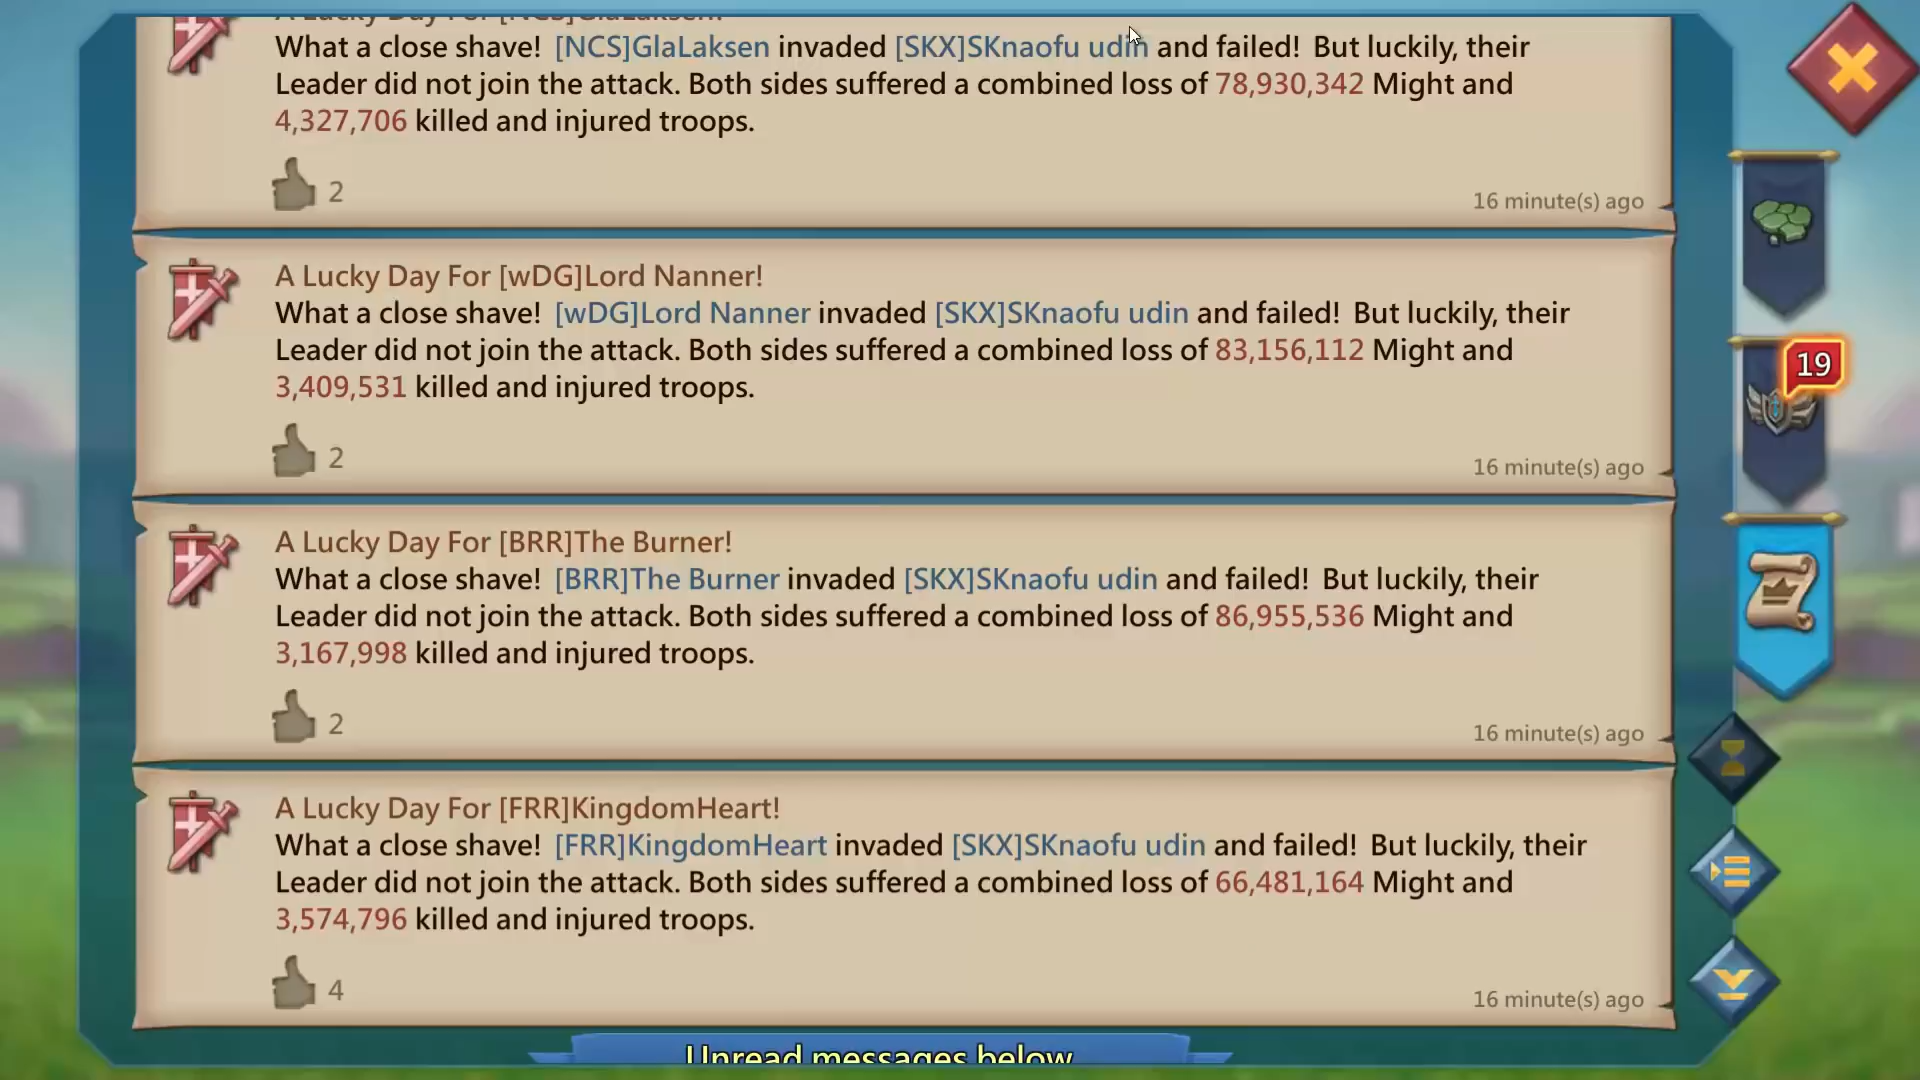 A Lucky Day For [NCS]GlaLaksen!
What a close shave! [NCS]GlaLaksen invaded [SKX]SKnaofu udin and failed! But luckily, their
Leader did not join the attack. Both sides suffered a combined loss of 78,930,342 Might and
4,327,706 killed and injured troops.
2
16 minute(s) ago
19
A Lucky Day For [wDG]Lord Nanner!
What a close shave! [wDG]Lord Nanner invaded [SKX]SKnaofu udin and failed! But luckily, their
Leader did not join the attack. Both sides suffered a combined loss of 83,156,112 Might and
3,409,531 killed and injured troops.
2
16 minute(s) ago
A Lucky Day For [BRR]The Burner!
What a close shave! [BRR]The Burner invaded [SKX]SKnaofu udin and failed! But luckily, their
Leader did not join the attack. Both sides suffered a combined loss of 86,955,536 Might and
3,167,998 killed and injured troops.
2
16 minute(s) ago
A Lucky Day For [FRR]KingdomHeart!
What a close shave! [FRR]KingdomHeart invaded [SKX]SKnaofu udin and failed! But luckily, their
Leader did not join the attack. Both sides suffered a combined loss of 66,481,164 Might and
3,574,796 killed and injured troops.
4
16 minute(s) ago
Unread messages below